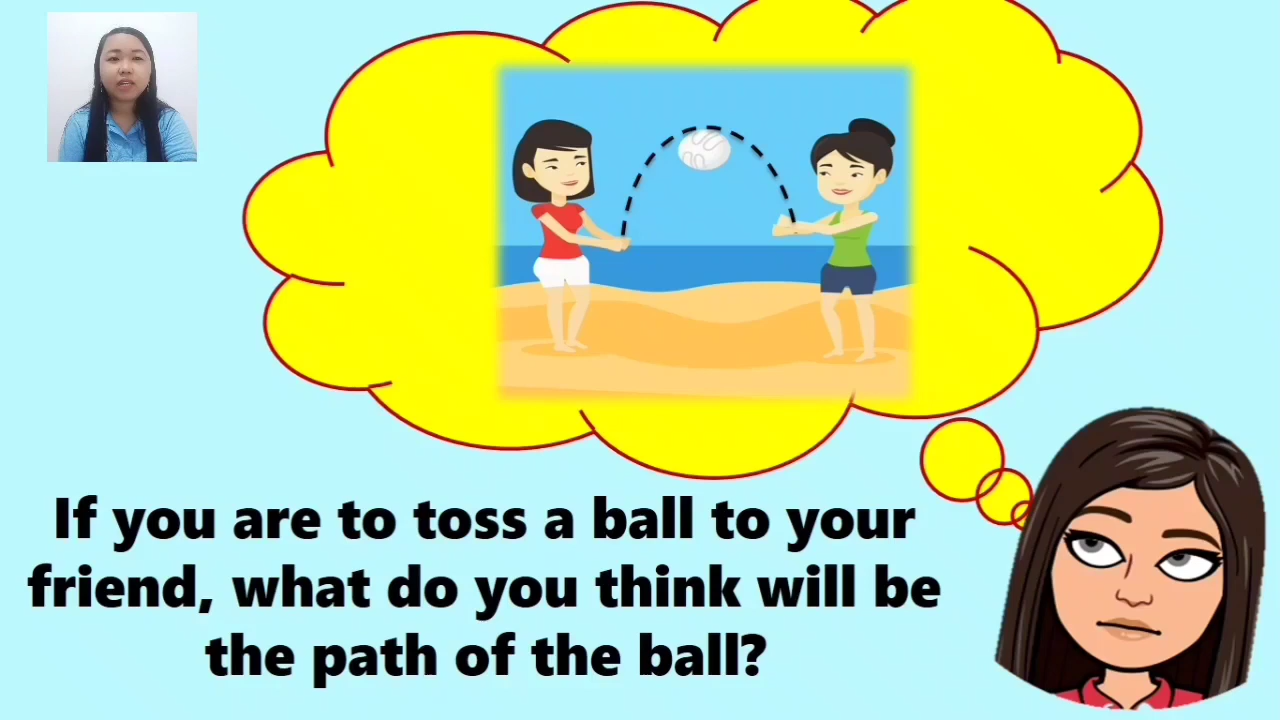 If you are to toss a ball to your
friend, what do you think will be
the path of the ball?